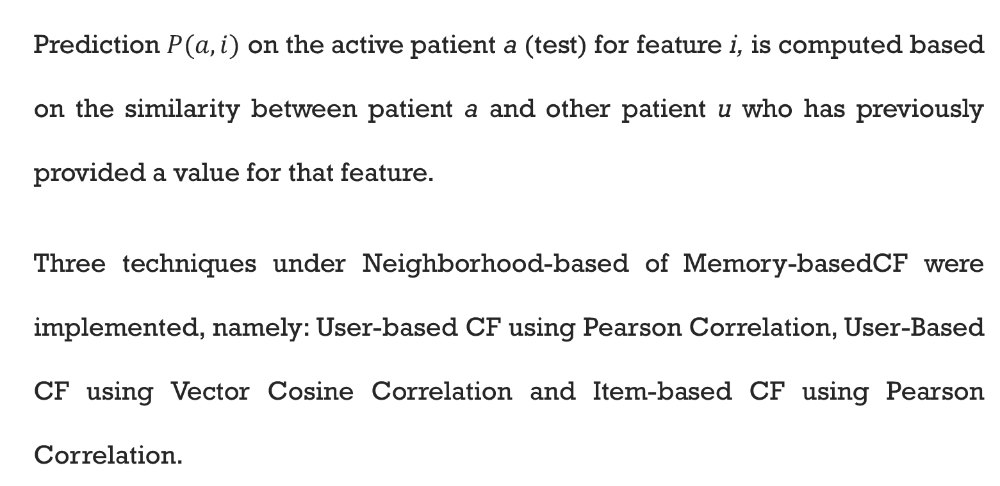 Prediction P(a, i) on the active patient a (test) for feature i, is computed based
on the similarity between patient a and other patient u who has previously
provided a value for that feature.
Three techniques under Neighborhood-based of Memory-basedCF were
implemented, namely: User-based CF using Pearson Correlation, User-Based
CF using Vector Cosine Correlation and Item-based CF using Pearson
Correlation.